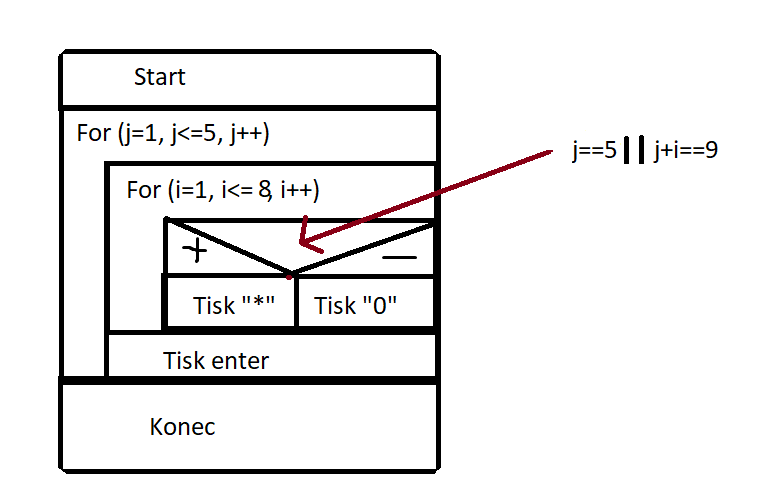 Start
For (j=1, j<=5, j++)
j==5 || j+i==9
For (i=1, i<= 8, i++)
+ —
Tisk "*" Tisk "0"
Tisk enter
Konec